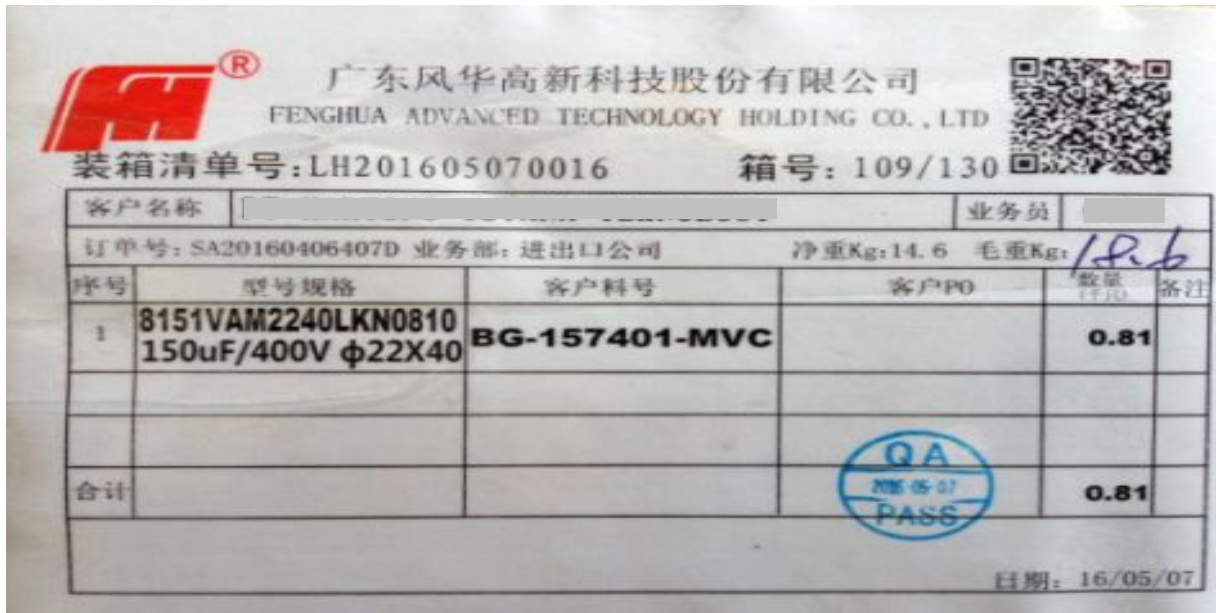 ®
广东风华高新科技股份有限公司
FENGHUA ADVANCED TECHNOLOGY HOLDING CO., LTD
装箱清单号:LH201605070016 箱号: 109/130
客户名称 业务员
订单号: SA20160406407D 业务部: 进出口公司 净重Kg:14.6 毛重Kg: 18.6
序号 型号规格 客户料号 客户PO 数量(千只) 备注
1 8151VAM2240LKN0810 BG-157401-MVC 0.81
150uF/400V ф22X40
QA
2016-05-07
PASS
合计 0.81
日期: 16/05/07